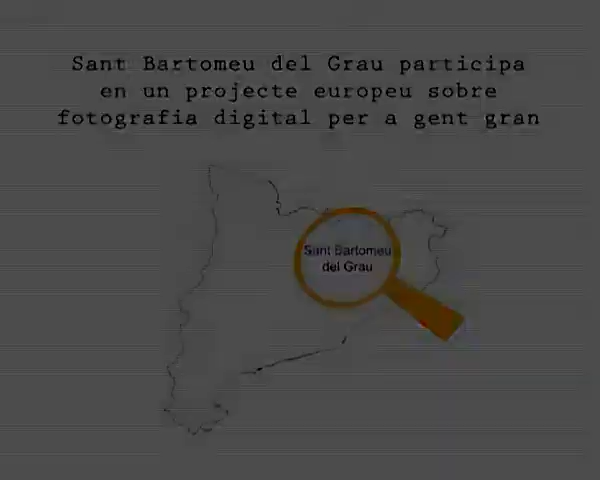 Sant Bartomeu del Grau participa
en un projecte europeu sobre
fotografia digital per a gent gran
Sant Bartomeu
del Grau